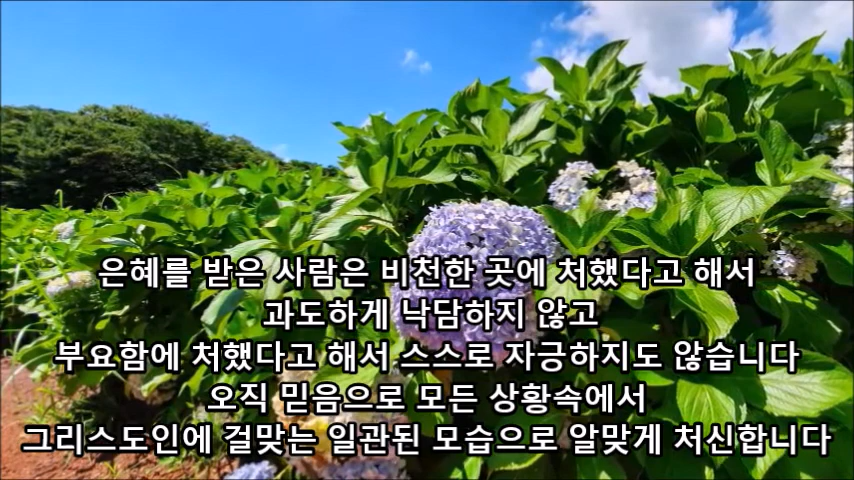 은혜를 받은 사람은 비천한 곳에 처했다고 해서
과도하게 낙담하지 않고
부요함에 처했다고 해서 스스로 자긍하지도 않습니다
오직 믿음으로 모든 상황속에서
그리스도인에 걸맞는 일관된 모습으로 알맞게 처신합니다